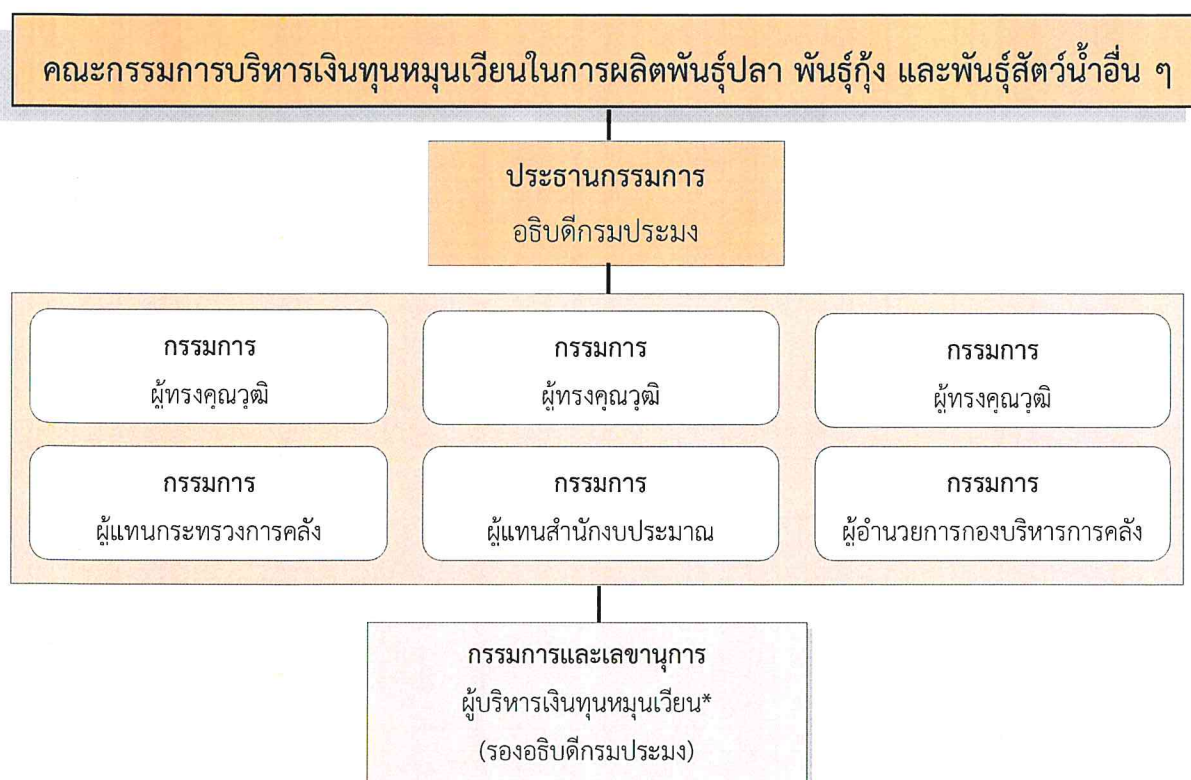 คณะกรรมการบริหารเงินทุนหมุนเวียนในการผลิตพันธุ์ปลา พันธุ์กุ้ง และพันธุ์สัตว์น้ำอื่น ๆ
ประธานกรรมการ
อธิบดีกรมประมง
กรรมการ
ผู้ทรงคุณวุฒิ
กรรมการ
ผู้ทรงคุณวุฒิ
กรรมการ
ผู้ทรงคุณวุฒิ
กรรมการ
ผู้แทนกระทรวงการคลัง
กรรมการ
ผู้แทนสำนักงบประมาณ
กรรมการ
ผู้อำนวยการกองบริหารการคลัง
กรรมการและเลขานุการ
ผู้บริหารเงินทุนหมุนเวียน*
(รองอธิบดีกรมประมง)